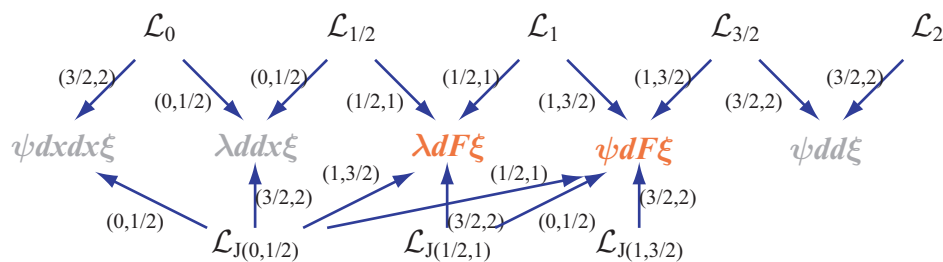 ℒ₀ ℒ₁/₂ ℒ₁ ℒ₃/₂ ℒ₂
(3/2,2) (0,1/2) (1/2,1) (1,3/2) (3/2,2)
(0,1/2) (1/2,1) (1,3/2) (3/2,2)
ψdxdxξ λddxξ λdFξ ψdFξ ψddξ
(1,3/2) (1/2,1)
(0,1/2) (3/2,2) (3/2,2) (0,1/2) (3/2,2)
ℒJ(0,1/2) ℒJ(1/2,1) ℒJ(1,3/2)